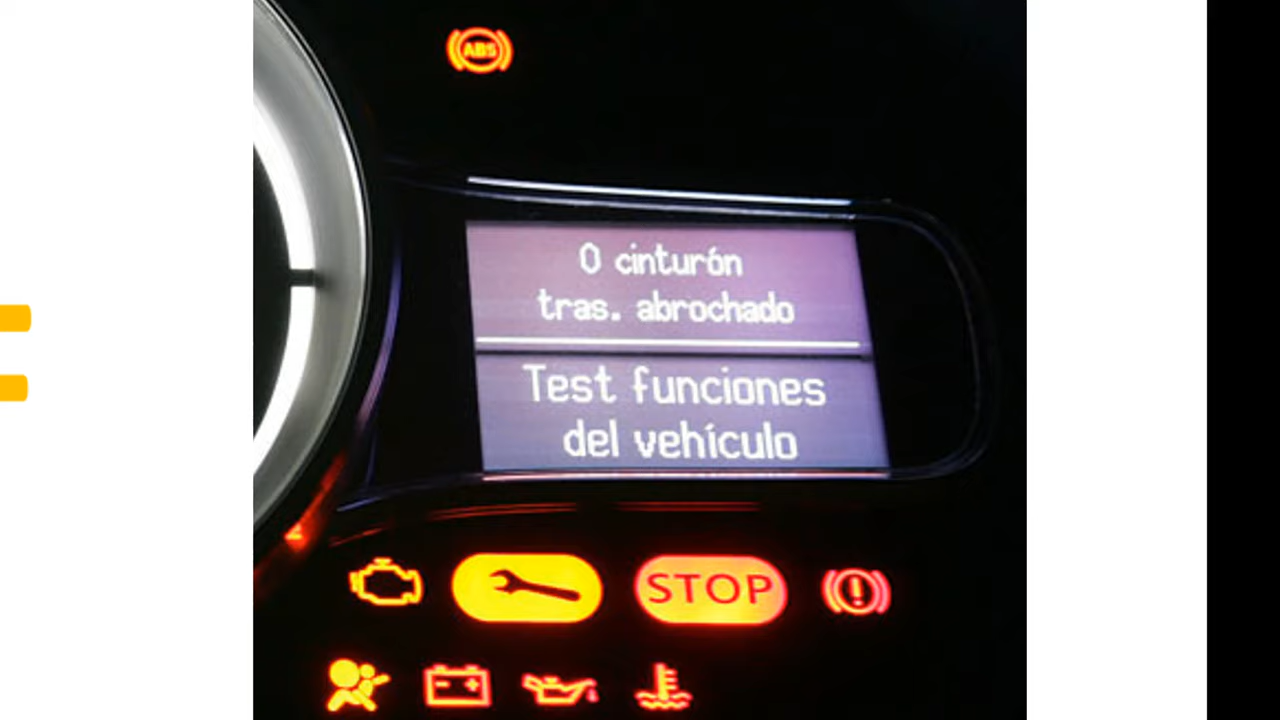 ABS
0 cinturón
tras. abrochado
Test funciones
del vehículo
STOP